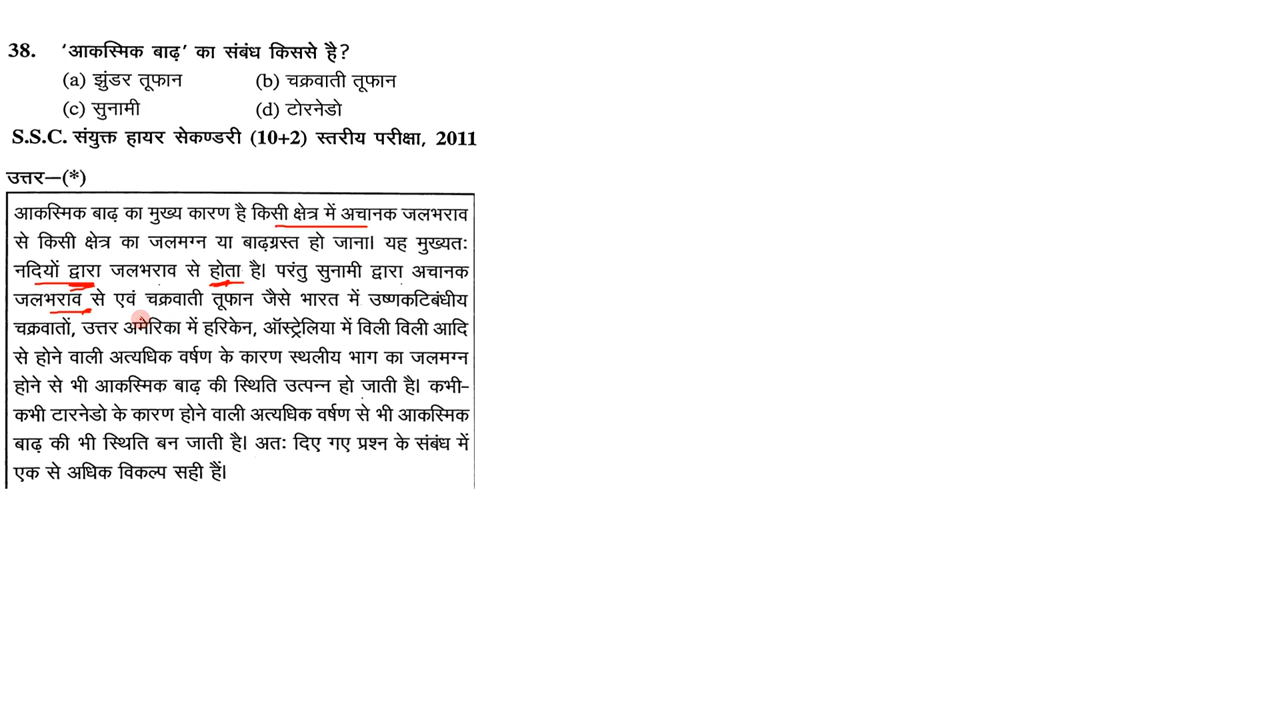 38. 'आकस्मिक बाढ़' का संबंध किससे है?
(a) झुंडर तूफान (b) चक्रवाती तूफान
(c) सुनामी (d) टोरनेडो
S.S.C. संयुक्त हायर सेकण्डरी (10+2) स्तरीय परीक्षा, 2011
उत्तर–(*)
आकस्मिक बाढ़ का मुख्य कारण है किसी क्षेत्र में अचानक जलभराव
से किसी क्षेत्र का जलमग्न या बाढ़ग्रस्त हो जाना। यह मुख्यतः
नदियों द्वारा जलभराव से होता है। परंतु सुनामी द्वारा अचानक
जलभराव से एवं चक्रवाती तूफान जैसे भारत में उष्णकटिबंधीय
चक्रवातों, उत्तर अमेरिका में हरिकेन, ऑस्ट्रेलिया में विली विली आदि
से होने वाली अत्यधिक वर्षण के कारण स्थलीय भाग का जलमग्न
होने से भी आकस्मिक बाढ़ की स्थिति उत्पन्न हो जाती है। कभी-
कभी टारनेडो के कारण होने वाली अत्यधिक वर्षण से भी आकस्मिक
बाढ़ की भी स्थिति बन जाती है। अतः दिए गए प्रश्न के संबंध में
एक से अधिक विकल्प सही हैं।